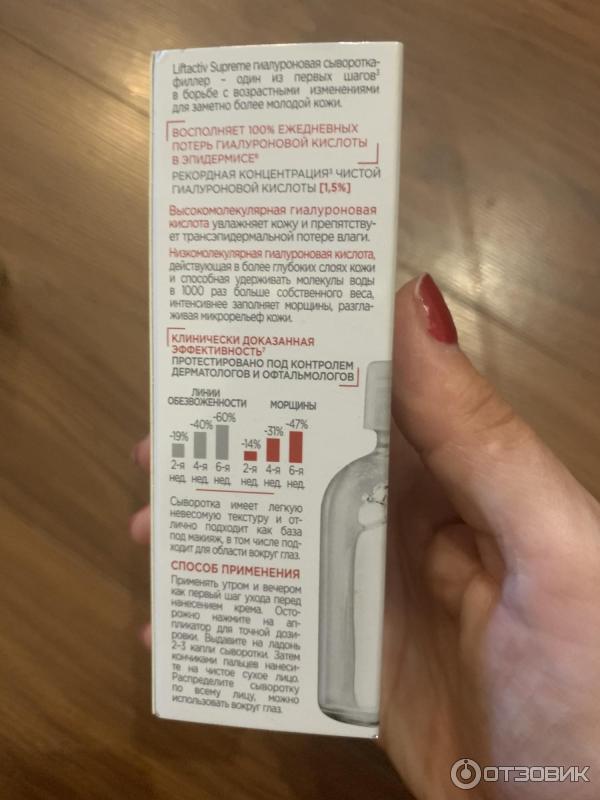 Liftactiv Supreme гиалуроновая сыворотка-
филлер – один из первых шагов³
в борьбе с возрастными изменениями
для заметно более молодой кожи.
ВОСПОЛНЯЕТ 100% ЕЖЕДНЕВНЫХ
ПОТЕРЬ ГИАЛУРОНОВОЙ КИСЛОТЫ
В ЭПИДЕРМИСЕ⁶
РЕКОРДНАЯ КОНЦЕНТРАЦИЯ³ ЧИСТОЙ
ГИАЛУРОНОВОЙ КИСЛОТЫ [1,5%]
Высокомолекулярная гиалуроновая
кислота увлажняет кожу и препятству-
ет трансэпидермальной потере влаги.
Низкомолекулярная гиалуроновая кислота,
действующая в более глубоких слоях кожи
и способная удерживать молекулы воды
в 1000 раз больше собственного веса,
интенсивнее заполняет морщины, разгла-
живая микрорельеф кожи.
КЛИНИЧЕСКИ ДОКАЗАННАЯ
ЭФФЕКТИВНОСТЬ⁷
ПРОТЕСТИРОВАНО ПОД КОНТРОЛЕМ
ДЕРМАТОЛОГОВ И ОФТАЛЬМОЛОГОВ
ЛИНИИ
ОБЕЗВОЖЕННОСТИ
-19% -40% -60%
2-я 4-я 6-я
нед. нед. нед.
МОРЩИНЫ
-14% -31% -47%
2-я 4-я 6-я
нед. нед. нед.
Сыворотка имеет легкую
невесомую текстуру и от-
лично подходит как база
под макияж, в том числе под-
ходит для области вокруг глаз.
СПОСОБ ПРИМЕНЕНИЯ
Применять утром и вечером
как первый шаг ухода перед
нанесением крема. Осто-
рожно нажмите на ап-
пликатор для точной дози-
ровки. Выдавите на ладонь
2-3 капли сыворотки. Затем
кончиками пальцев нанеси-
те на чистое сухое лицо.
Распределите сыворотку
по всему лицу, можно
использовать вокруг глаз.
ОТЗОВИК